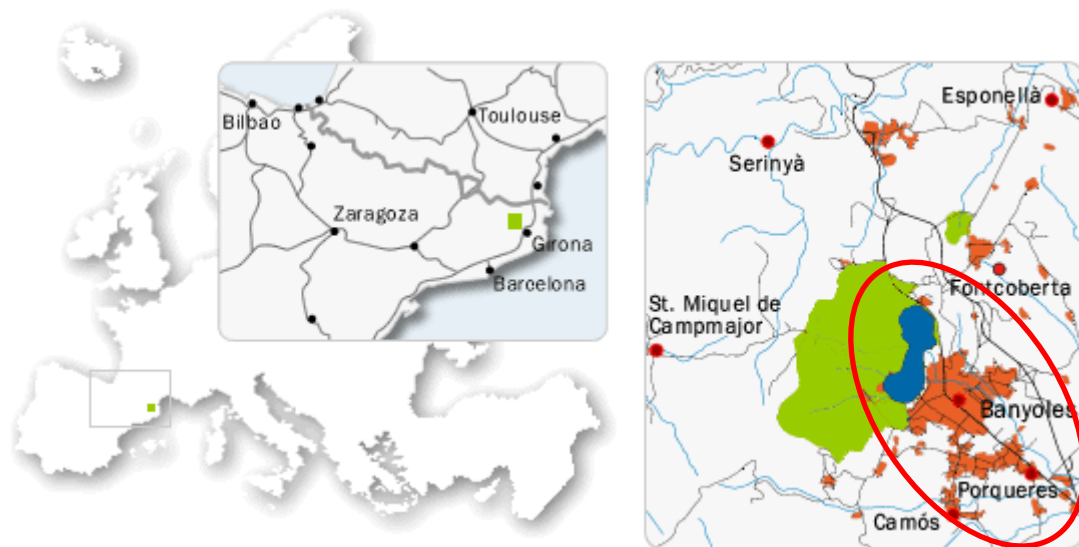 Bilbao
Toulouse
Zaragoza
Girona
Barcelona
Esponellà
Serinyà
Fontcoberta
St. Miquel de
Campmajor
Banyoles
Porqueres
Camós